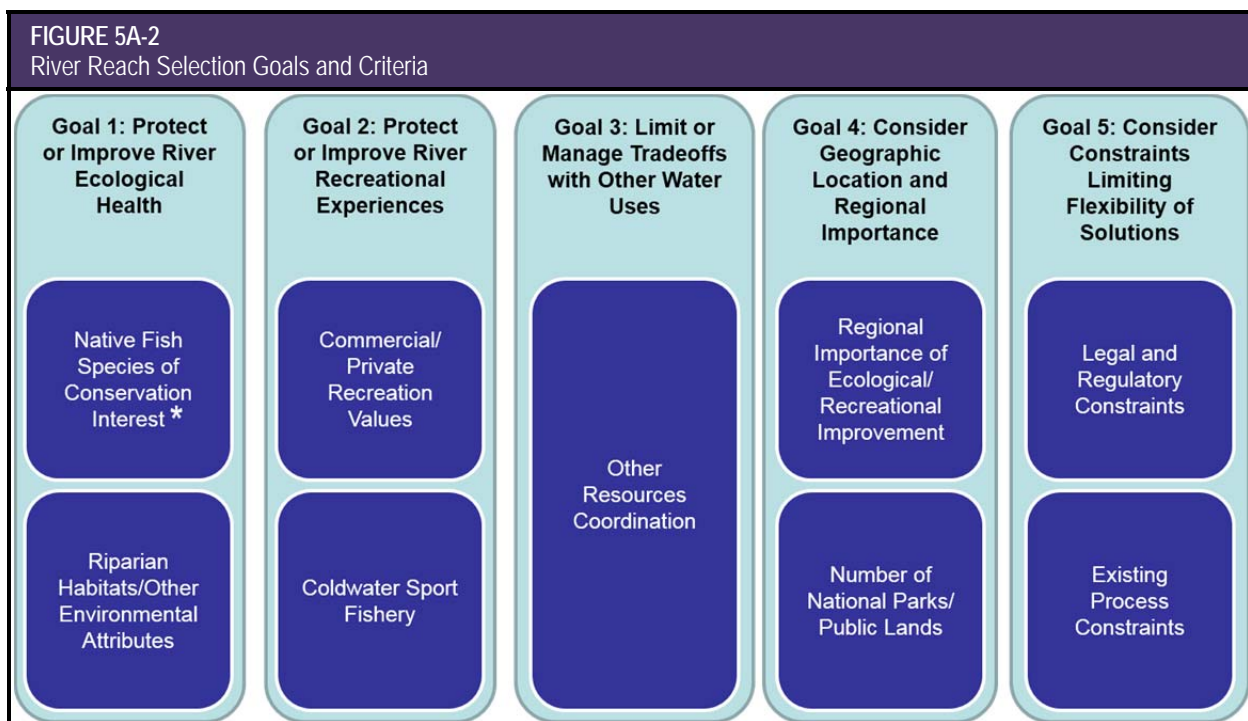 FIGURE 5A-2
River Reach Selection Goals and Criteria
Goal 1: Protect
or Improve River
Ecological
Health
Native Fish
Species of
Conservation
Interest *
Riparian
Habitats/Other
Environmental
Attributes
Goal 2: Protect
or Improve River
Recreational
Experiences
Commercial/
Private
Recreation
Values
Coldwater Sport
Fishery
Goal 3: Limit or
Manage Tradeoffs
with Other Water
Uses
Other
Resources
Coordination
Goal 4: Consider
Geographic
Location and
Regional
Importance
Regional
Importance of
Ecological/
Recreational
Improvement
Number of
National Parks/
Public Lands
Goal 5: Consider
Constraints
Limiting
Flexibility of
Solutions
Legal and
Regulatory
Constraints
Existing
Process
Constraints